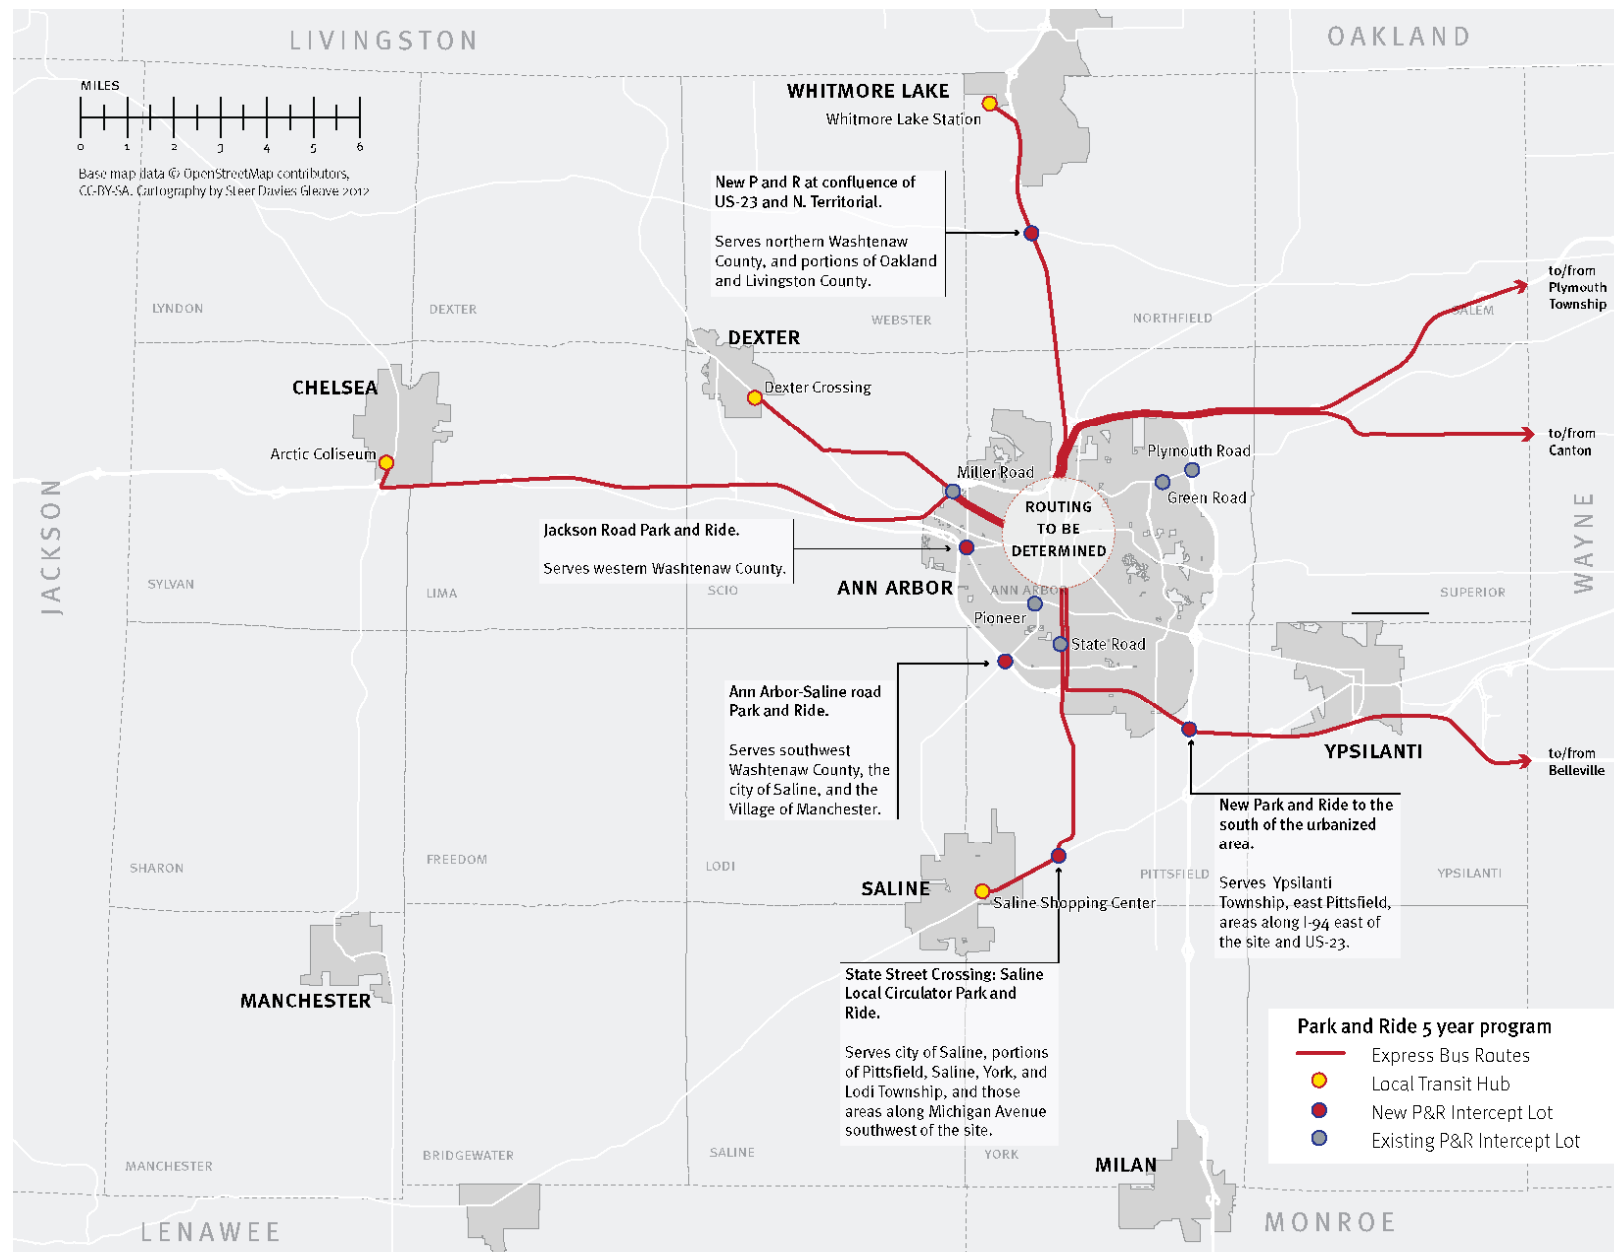 LIVINGSTON
OAKLAND
MILES
0 1 2 3 4 5 6
Base map data © OpenStreetMap contributors,
CC-BY-SA. Cartography by Steer Davies Gleave 2012
WHITMORE LAKE
Whitmore Lake Station
New P and R at confluence of
US-23 and N. Territorial.
Serves northern Washtenaw
County, and portions of Oakland
and Livingston County.
to/from
Plymouth
Township
LYNDON
DEXTER
WEBSTER
NORTHFIELD
SALEM
DEXTER
Dexter Crossing
CHELSEA
Arctic Coliseum
to/from
Canton
Plymouth Road
Green Road
Miller Road
ROUTING
TO BE
DETERMINED
JACKSON
WAYNE
Jackson Road Park and Ride.
Serves western Washtenaw County.
SYLVAN
LIMA
SCIO
ANN ARBOR
ANN ARBOR
SUPERIOR
Pioneer
State Road
Ann Arbor-Saline road
Park and Ride.
Serves southwest
Washtenaw County, the
city of Saline, and the
Village of Manchester.
YPSILANTI
to/from
Belleville
New Park and Ride to the
south of the urbanized
area.
Serves Ypsilanti
Township, east Pittsfield,
areas along I-94 east of
the site and US-23.
SHARON
FREEDOM
LODI
PITTSFIELD
YPSILANTI
SALINE
Saline Shopping Center
MANCHESTER
State Street Crossing: Saline
Local Circulator Park and
Ride.
Serves city of Saline, portions
of Pittsfield, Saline, York, and
Lodi Township, and those
areas along Michigan Avenue
southwest of the site.
Park and Ride 5 year program
Express Bus Routes
Local Transit Hub
New P&R Intercept Lot
Existing P&R Intercept Lot
MANCHESTER
BRIDGEWATER
SALINE
YORK
MILAN
LENAWEE
MONROE